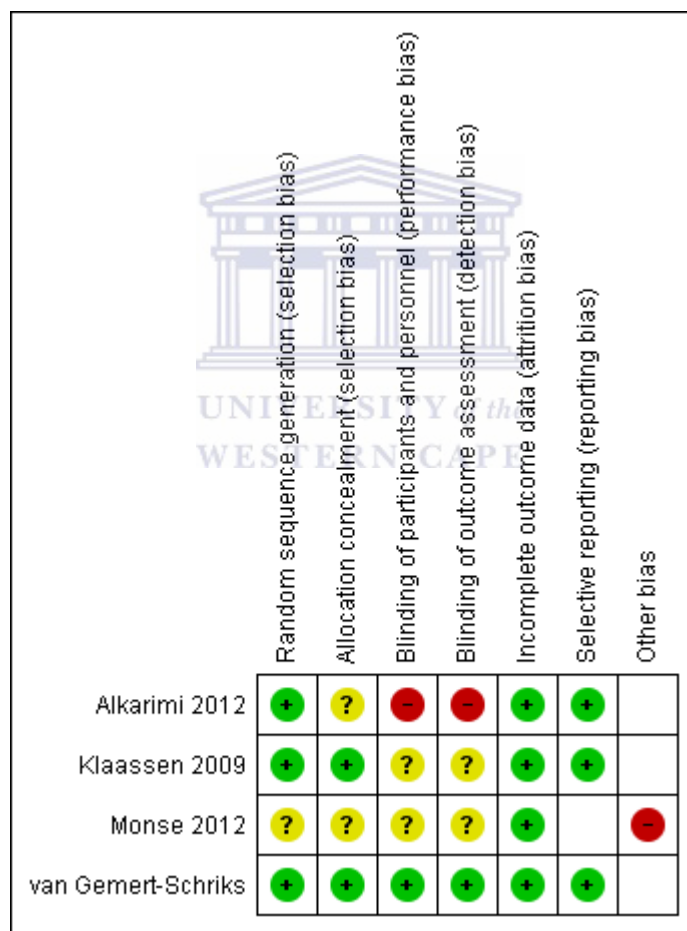 Random sequence generation (selection bias)
Allocation concealment (selection bias)
Blinding of participants and personnel (performance bias)
Blinding of outcome assessment (detection bias)
Incomplete outcome data (attrition bias)
Selective reporting (reporting bias)
Other bias
UNIVERSITY of the
WESTERN CAPE
Alkarimi 2012 + ? - - + +
Klaassen 2009 + + ? ? + +
Monse 2012 ? ? ? ? + -
van Gemert-Schriks + + + + + +